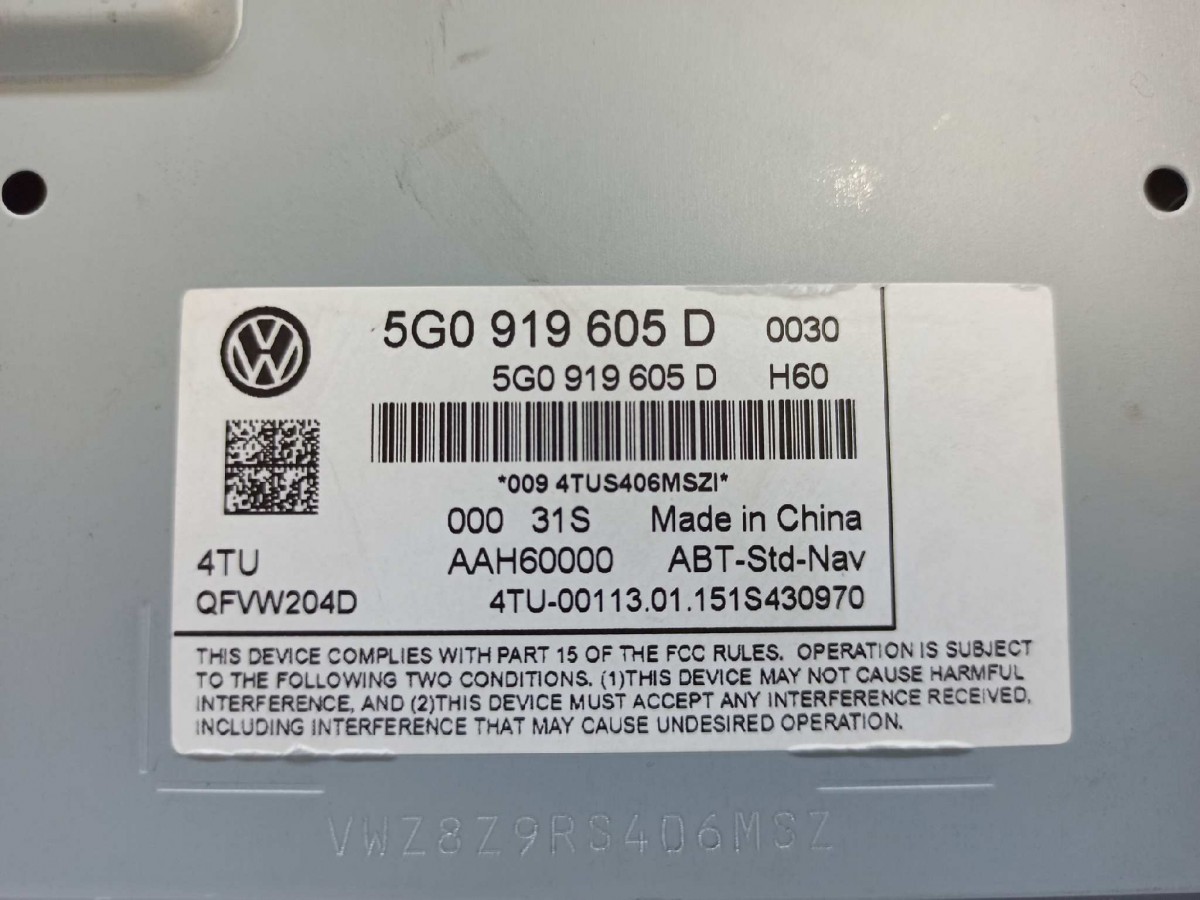 5G0 919 605 D 0030
5G0 919 605 D H60
*009 4TUS406MSZI*
000 31S Made in China
4TU AAH60000 ABT-Std-Nav
QFVW204D 4TU-00113.01.151S430970
THIS DEVICE COMPLIES WITH PART 15 OF THE FCC RULES. OPERATION IS SUBJECT
TO THE FOLLOWING TWO CONDITIONS. (1)THIS DEVICE MAY NOT CAUSE HARMFUL
INTERFERENCE, AND (2)THIS DEVICE MUST ACCEPT ANY INTERFERENCE RECEIVED,
INCLUDING INTERFERENCE THAT MAY CAUSE UNDESIRED OPERATION.
VWZ8Z9RS406MSZ